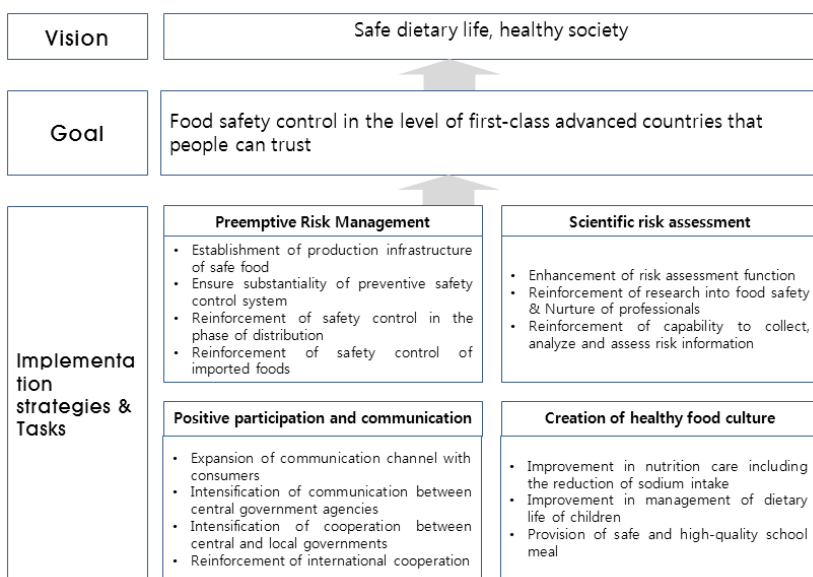 Vision
Safe dietary life, healthy society
Goal
Food safety control in the level of first-class advanced countries that
people can trust
Implementa
tion
strategies &
Tasks
Preemptive Risk Management
• Establishment of production infrastructure
of safe food
• Ensure substantiality of preventive safety
control system
• Reinforcement of safety control in the
phase of distribution
• Reinforcement of safety control of
imported foods
Scientific risk assessment
• Enhancement of risk assessment function
• Reinforcement of research into food safety
& Nurture of professionals
• Reinforcement of capability to collect,
analyze and assess risk information
Positive participation and communication
• Expansion of communication channel with
consumers
• Intensification of communication between
central government agencies
• Intensification of cooperation between
central and local governments
• Reinforcement of international cooperation
Creation of healthy food culture
• Improvement in nutrition care including
the reduction of sodium intake
• Improvement in management of dietary
life of children
• Provision of safe and high-quality school
meal